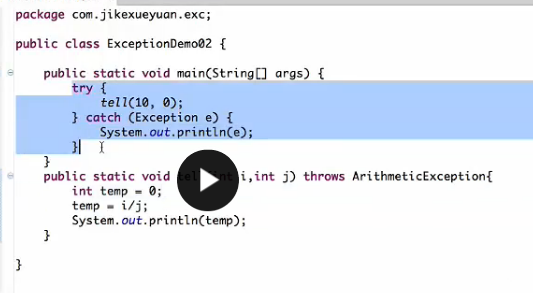 package com.jikexueyuan.exc;
public class ExceptionDemo02 {
public static void main(String[] args) {
try {
tell(10, 0);
} catch (Exception e) {
System.out.println(e);
}
}
public static void i,int j) throws ArithmeticException{
int temp = 0;
temp = i/j;
System.out.println(temp);
}
}